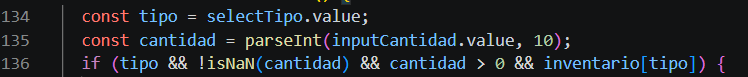 134 const tipo = selectTipo.value;
135 const cantidad = parseInt(inputCantidad.value, 10);
136 if (tipo && !isNaN(cantidad) && cantidad > 0 && inventario[tipo]) {